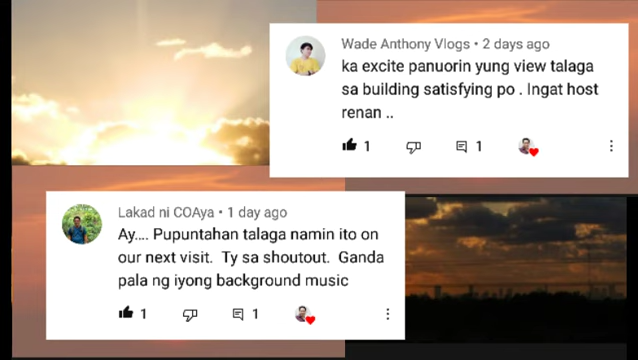 Wade Anthony Vlogs • 2 days ago
ka excite panuorin yung view talaga
sa building satisfying po . Ingat host
renan ..
1
1
Lakad ni COAya • 1 day ago
Ay.... Pupuntahan talaga namin ito on
our next visit. Ty sa shoutout. Ganda
pala ng iyong background music
1
1